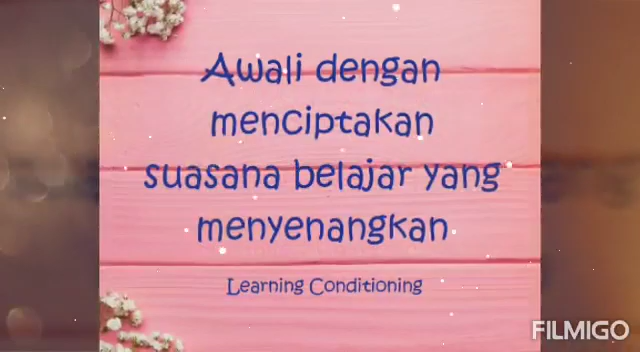 Awali dengan
menciptakan
suasana belajar yang
menyenangkan
Learning Conditioning
FILMIGO